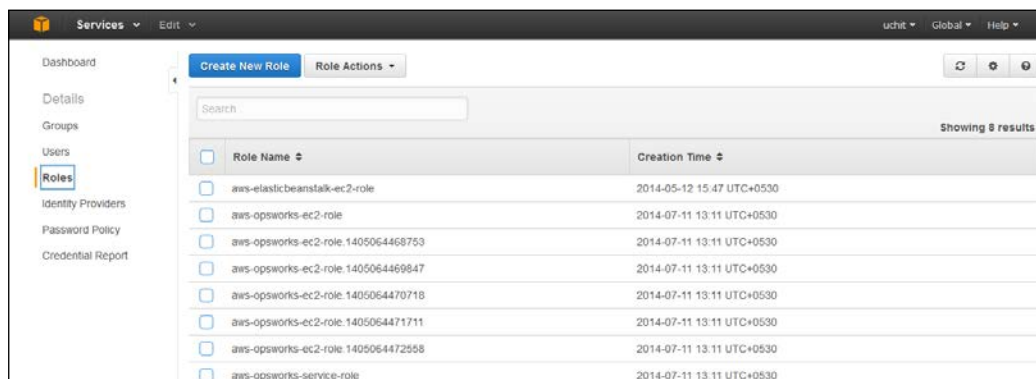 Services Edit uchit Global Help
Dashboard
Create New Role Role Actions
Details
Search
Groups
Showing 8 results
Users
Role Name Creation Time
Roles
aws-elasticbeanstalk-ec2-role 2014-05-12 15:47 UTC+0530
Identity Providers
aws-opsworks-ec2-role 2014-07-11 13:11 UTC+0530
Password Policy
aws-opsworks-ec2-role.1405064468753 2014-07-11 13:11 UTC+0530
Credential Report
aws-opsworks-ec2-role.1405064469847 2014-07-11 13:11 UTC+0530
aws-opsworks-ec2-role.1405064470718 2014-07-11 13:11 UTC+0530
aws-opsworks-ec2-role.1405064471711 2014-07-11 13:11 UTC+0530
aws-opsworks-ec2-role.1405064472558 2014-07-11 13:11 UTC+0530
aws-opsworks-service-role 2014-07-11 13:11 UTC+0530